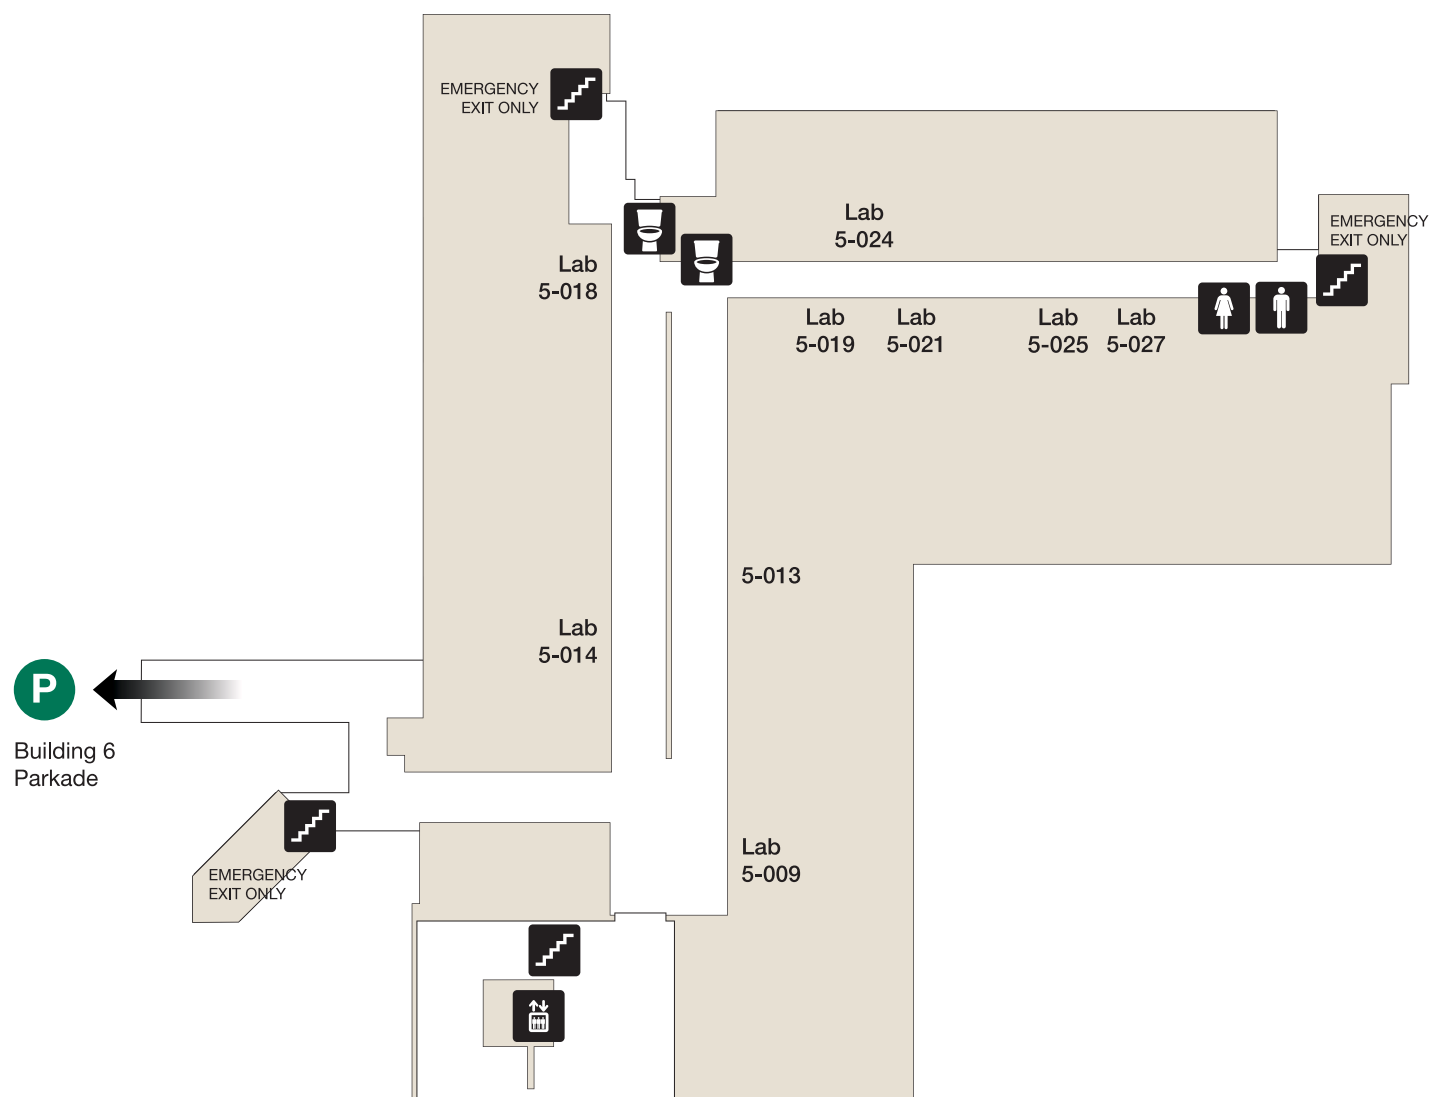 EMERGENCY
EXIT ONLY
Lab
5-024
EMERGENCY
EXIT ONLY
Lab
5-018
Lab
5-019
Lab
5-021
Lab
5-025
Lab
5-027
5-013
Lab
5-014
P
Building 6
Parkade
Lab
5-009
EMERGENCY
EXIT ONLY